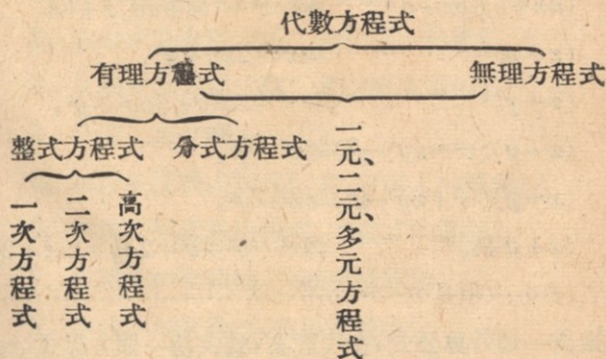 代數方程式
有理方程式 無理方程式
整式方程式 分式方程式
一元、二元、多元方程式
一次方程式
二次方程式
高次方程式